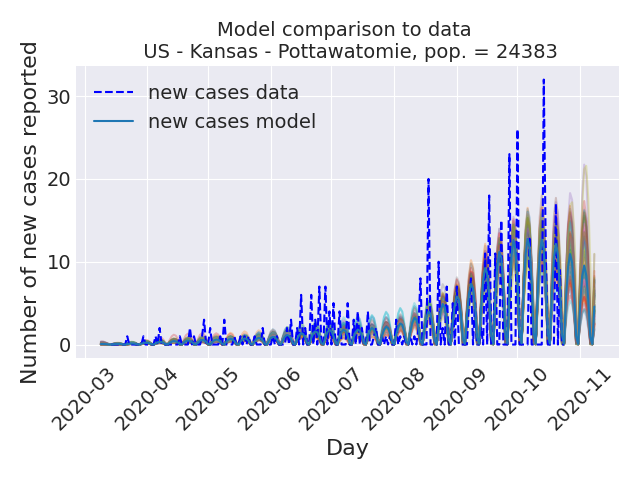 Model comparison to data
US - Kansas - Pottawatomie, pop. = 24383
Number of new cases reported
new cases data
new cases model
30
20
10
0
2020-03
2020-04
2020-05
2020-06
2020-07
2020-08
2020-09
2020-10
2020-11
Day